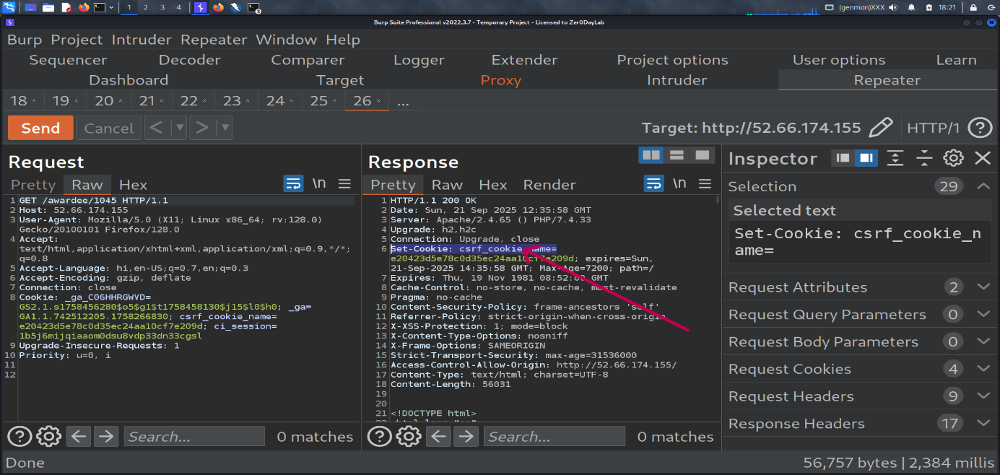 1 2 3 4 (genmon)XXX 18:21
Burp Suite Professional v2022.3.7 - Temporary Project - Licensed to Zer0DayLab
Burp Project Intruder Repeater Window Help
Sequencer Decoder Comparer Logger Extender Project options User options Learn
Dashboard Target Proxy Intruder Repeater
18 × 19 × 20 × 21 × 22 × 23 × 24 × 25 × 26 × ...
Send Cancel < > Target: http://52.66.174.155 HTTP/1 ?
Request
Pretty Raw Hex \n
1 GET /awardee/1045 HTTP/1.1
2 Host: 52.66.174.155
3 User-Agent: Mozilla/5.0 (X11; Linux x86_64; rv:128.0)
Gecko/20100101 Firefox/128.0
4 Accept:
text/html,application/xhtml+xml,application/xml;q=0.9,*/*;
q=0.8
5 Accept-Language: hi,en-US;q=0.7,en;q=0.3
6 Accept-Encoding: gzip, deflate
7 Connection: close
8 Cookie: _ga_C06HHRGWVD=
GS2.1.s1758456280$o5$g1$t1758458130$j15$l0$h0; _ga=
GA1.1.742512205.1758266830; csrf_cookie_name=
e20423d5e78c0d35ec24aa10cf7e209d; ci_session=
1b5j6mijqiaaom0dsu8vdp33dn33cgsl
9 Upgrade-Insecure-Requests: 1
10 Priority: u=0, i
11
12
Search... 0 matches
Response
Pretty Raw Hex Render \n
1 HTTP/1.1 200 OK
2 Date: Sun, 21 Sep 2025 12:35:58 GMT
3 Server: Apache/2.4.65 () PHP/7.4.33
4 Upgrade: h2,h2c
5 Connection: Upgrade, close
6 Set-Cookie: csrf_cookie_name=
e20423d5e78c0d35ec24aa10cf7e209d; expires=Sun,
21-Sep-2025 14:35:58 GMT; Max-Age=7200; path=/
7 Expires: Thu, 19 Nov 1981 08:52:00 GMT
8 Cache-Control: no-store, no-cache, must-revalidate
9 Pragma: no-cache
10 Content-Security-Policy: frame-ancestors 'self'
11 Referrer-Policy: strict-origin-when-cross-origin
12 X-XSS-Protection: 1; mode=block
13 X-Content-Type-Options: nosniff
14 X-Frame-Options: SAMEORIGIN
15 Strict-Transport-Security: max-age=31536000
16 Access-Control-Allow-Origin: http://52.66.174.155/
17 Content-Type: text/html; charset=UTF-8
18 Content-Length: 56031
19
20
21 <!DOCTYPE html>
Search... 0 matches
Inspector
Selection 29
Selected text
Set-Cookie: csrf_cookie_n
ame=
Request Attributes 2
Request Query Parameters 0
Request Body Parameters 0
Request Cookies 4
Request Headers 9
Response Headers 17
Done 56,757 bytes | 2,384 millis